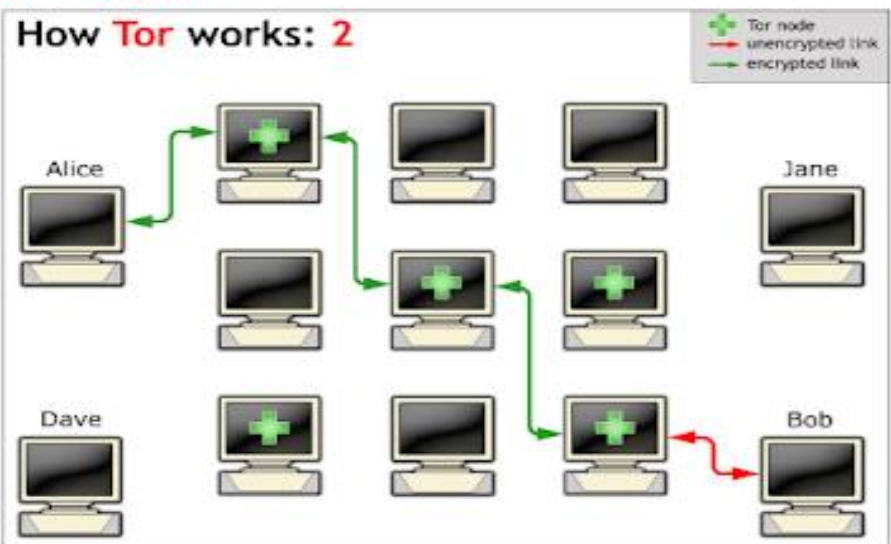 How Tor works: 2
Tor node
unencrypted link
encrypted link
Alice
Jane
Dave
Bob